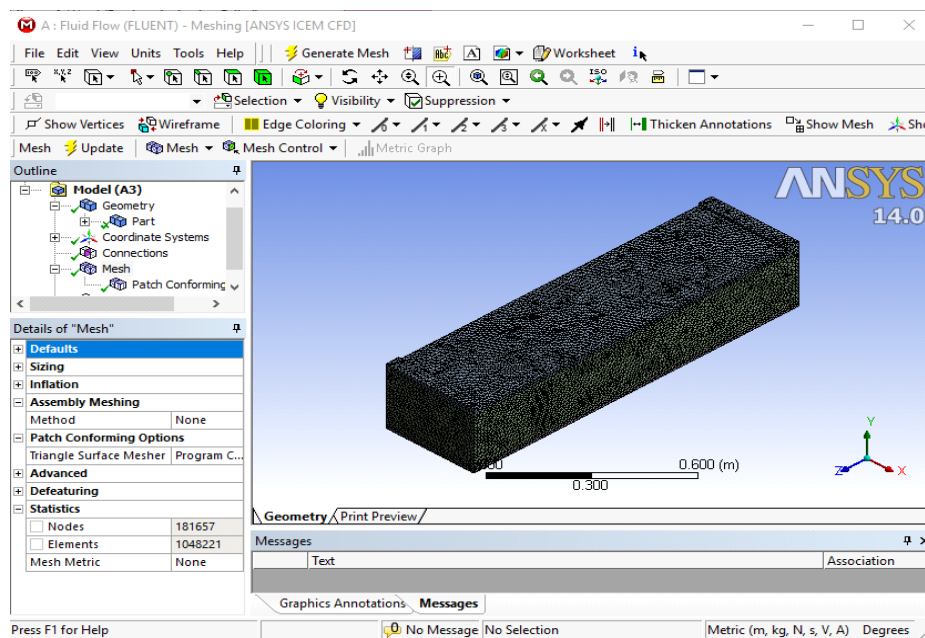 A : Fluid Flow (FLUENT) - Meshing [ANSYS ICEM CFD]
File Edit View Units Tools Help Generate Mesh Worksheet
ISO
Selection Visibility Suppression
Show Vertices Wireframe Edge Coloring Thicken Annotations Show Mesh Sh
Mesh Update Mesh Mesh Control Metric Graph
Outline
Model (A3)
Geometry
Part
Coordinate Systems
Connections
Mesh
Patch Conforming
Details of "Mesh"
Defaults
Sizing
Inflation
Assembly Meshing
Method None
Patch Conforming Options
Triangle Surface Mesher Program C...
Advanced
Defeaturing
Statistics
Nodes 181657
Elements 1048221
Mesh Metric None
ANSYS
14.0
0.600 (m)
0.300
Y
Z X
Geometry Print Preview
Messages
Text Association
Graphics Annotations Messages
Press F1 for Help No Message No Selection Metric (m, kg, N, s, V, A) Degrees